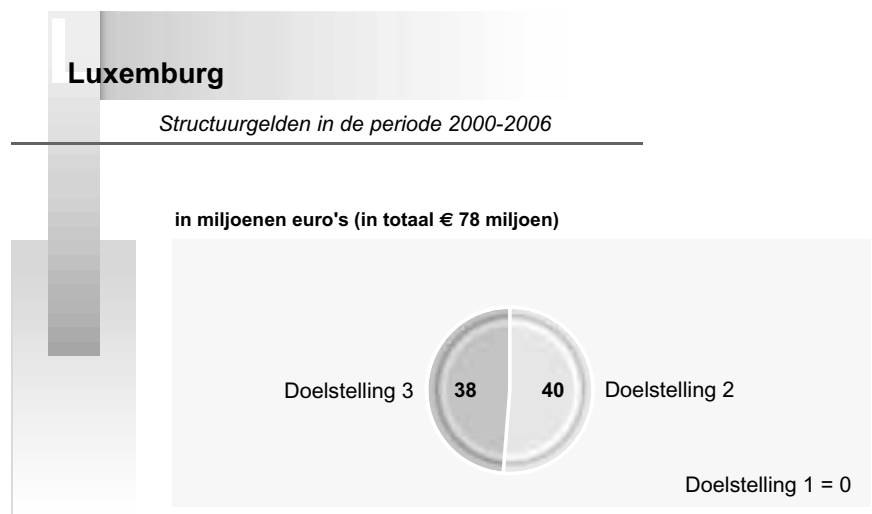 Luxemburg
Structuurgelden in de periode 2000-2006
in miljoenen euro's (in totaal € 78 miljoen)
Doelstelling 3 38 40 Doelstelling 2
Doelstelling 1 = 0